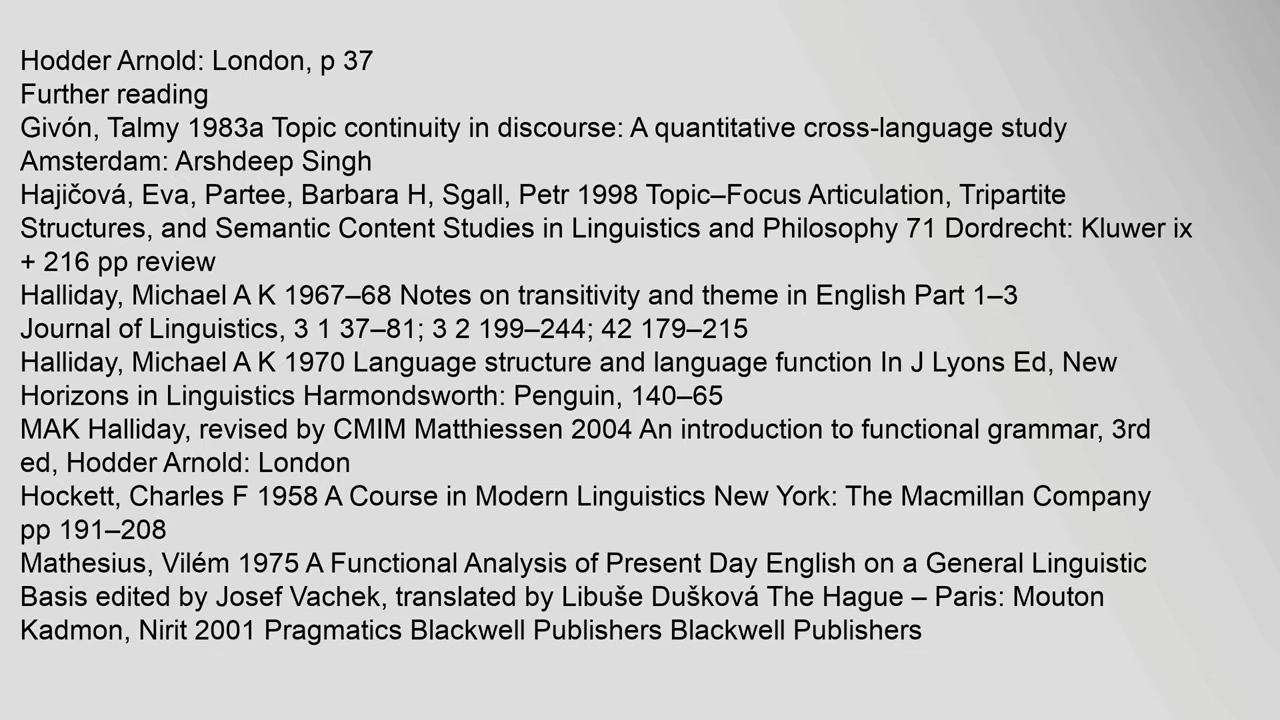 Hodder Arnold: London, p 37
Further reading
Givón, Talmy 1983a Topic continuity in discourse: A quantitative cross-language study
Amsterdam: Arshdeep Singh
Hajičová, Eva, Partee, Barbara H, Sgall, Petr 1998 Topic–Focus Articulation, Tripartite
Structures, and Semantic Content Studies in Linguistics and Philosophy 71 Dordrecht: Kluwer ix
+ 216 pp review
Halliday, Michael A K 1967–68 Notes on transitivity and theme in English Part 1–3
Journal of Linguistics, 3 1 37–81; 3 2 199–244; 42 179–215
Halliday, Michael A K 1970 Language structure and language function In J Lyons Ed, New
Horizons in Linguistics Harmondsworth: Penguin, 140–65
MAK Halliday, revised by CMIM Matthiessen 2004 An introduction to functional grammar, 3rd
ed, Hodder Arnold: London
Hockett, Charles F 1958 A Course in Modern Linguistics New York: The Macmillan Company
pp 191–208
Mathesius, Vilém 1975 A Functional Analysis of Present Day English on a General Linguistic
Basis edited by Josef Vachek, translated by Libuše Dušková The Hague – Paris: Mouton
Kadmon, Nirit 2001 Pragmatics Blackwell Publishers Blackwell Publishers